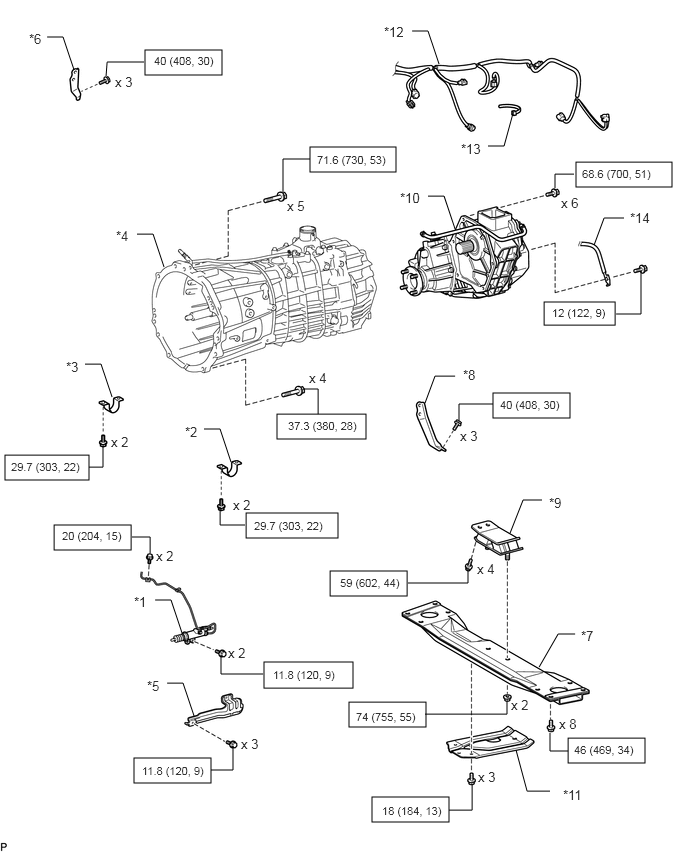 *6
40 (408, 30)
x 3
*12
*13
71.6 (730, 53)
x 5
68.6 (700, 51)
x 6
*10
*4
*14
12 (122, 9)
*3
x 4
*8
37.3 (380, 28)
40 (408, 30)
x 3
x 2
*2
29.7 (303, 22)
x 2
29.7 (303, 22)
*9
20 (204, 15)
x 2
x 4
59 (602, 44)
*1
*7
x 2
11.8 (120, 9)
*5
x 2
74 (755, 55)
x 8
x 3
46 (469, 34)
11.8 (120, 9)
x 3
*11
18 (184, 13)
P